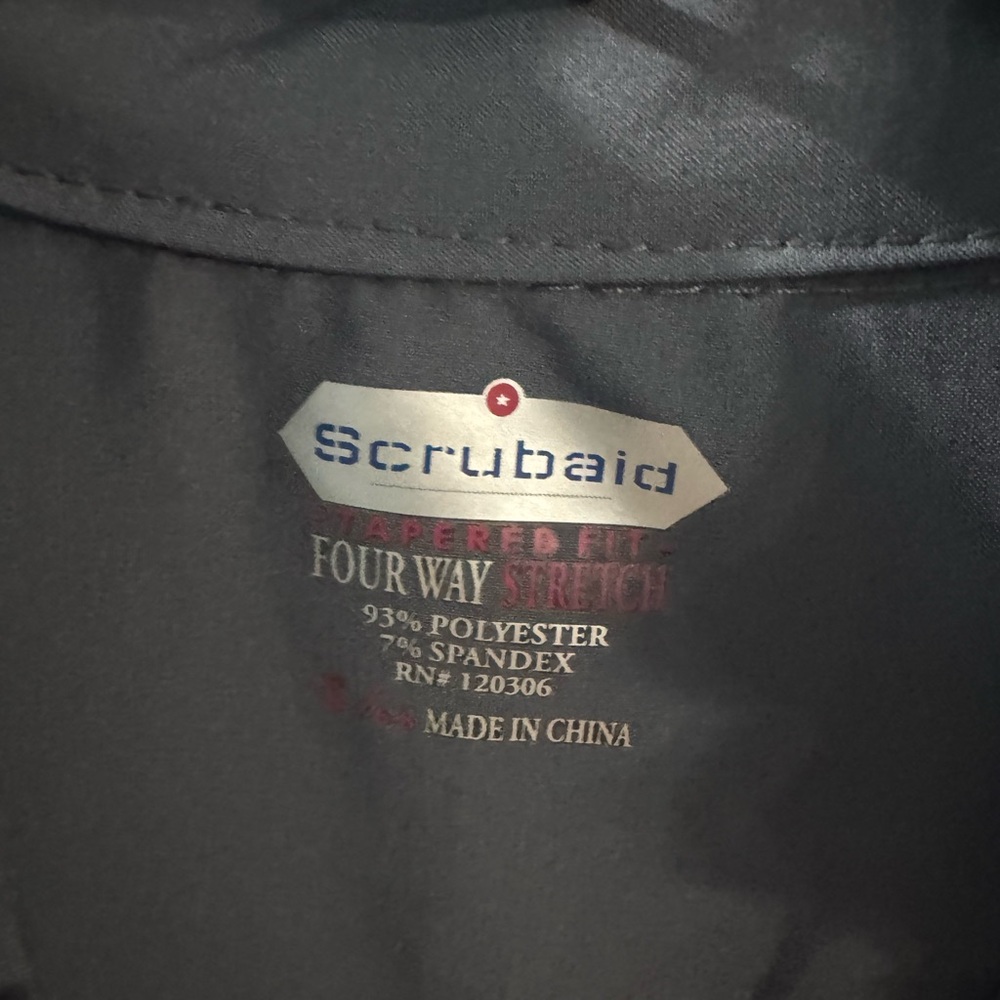 Scrubaid
TAPERED FIT -
FOUR WAY STRETCH
93% POLYESTER
7% SPANDEX
RN# 120306
MADE IN CHINA